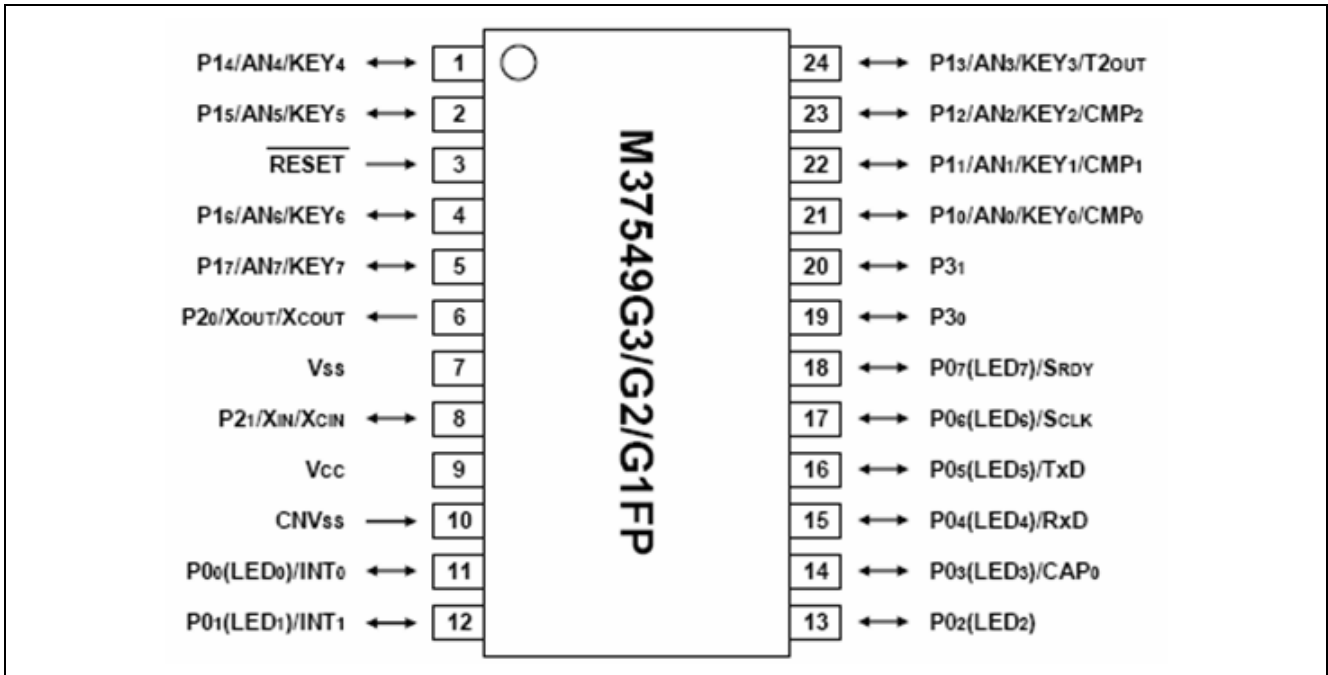 P14/AN4/KEY4 1
P15/AN5/KEY5 2
RESET 3
P16/AN6/KEY6 4
P17/AN7/KEY7 5
P20/XOUT/XCOUT 6
Vss 7
P21/XIN/XCIN 8
Vcc 9
CNVss 10
P00(LED0)/INT0 11
P01(LED1)/INT1 12
M37549G3/G2/G1FP
24 P13/AN3/KEY3/T2OUT
23 P12/AN2/KEY2/CMP2
22 P11/AN1/KEY1/CMP1
21 P10/AN0/KEY0/CMP0
20 P31
19 P30
18 P07(LED7)/SRDY
17 P06(LED6)/SCLK
16 P05(LED5)/TxD
15 P04(LED4)/RxD
14 P03(LED3)/CAP0
13 P02(LED2)